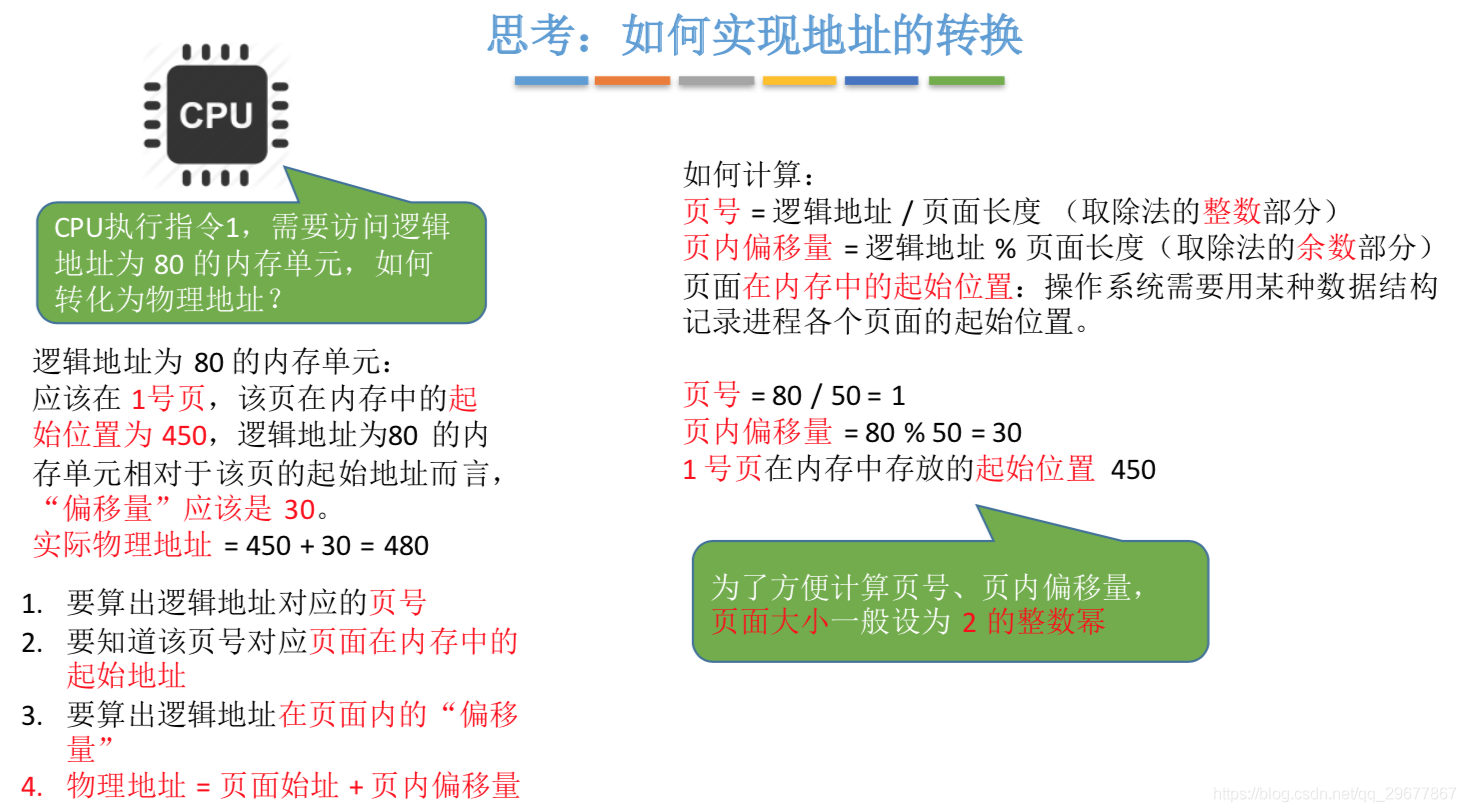 思考：如何实现地址的转换
CPU
CPU执行指令1，需要访问逻辑
地址为 80 的内存单元，如何
转化为物理地址？
逻辑地址为 80 的内存单元：
应该在 1号页，该页在内存中的起
始位置为 450，逻辑地址为80 的内
存单元相对于该页的起始地址而言，
“偏移量”应该是 30。
实际物理地址 = 450 + 30 = 480
1. 要算出逻辑地址对应的页号
2. 要知道该页号对应页面在内存中的
起始地址
3. 要算出逻辑地址在页面内的“偏移
量”
4. 物理地址 = 页面始址 + 页内偏移量
如何计算：
页号 = 逻辑地址 / 页面长度 （取除法的整数部分）
页内偏移量 = 逻辑地址 % 页面长度（取除法的余数部分）
页面在内存中的起始位置：操作系统需要用某种数据结构
记录进程各个页面的起始位置。
页号 = 80 / 50 = 1
页内偏移量 = 80 % 50 = 30
1 号页在内存中存放的起始位置 450
为了方便计算页号、页内偏移量，
页面大小一般设为 2 的整数幂
https://blog.csdn.net/qq_29677867